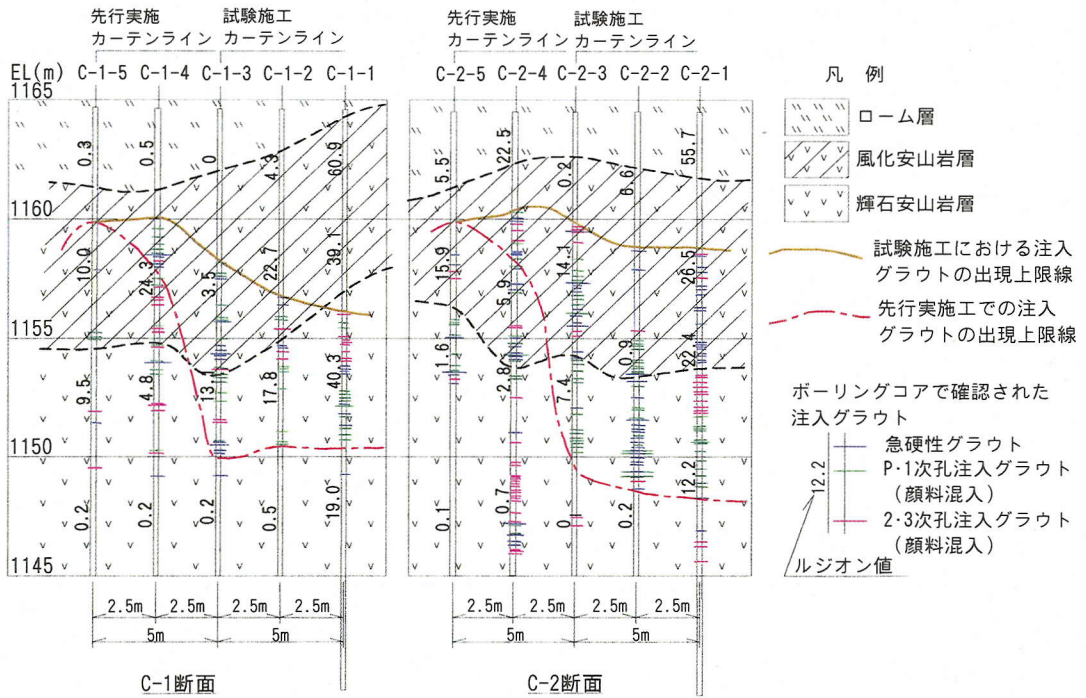 先行実施
カーテンライン
試験施工
カーテンライン
EL(m) C-1-5 C-1-4 C-1-3 C-1-2 C-1-1
1165
1160
1155
1150
1145
0.3 0.5 0 4.3 60.9
10.0 24.3 3.5 22.7 39.1
9.5 4.8 17.8 40.3
0.2 0.2 0.2 0.5 19.0
2.5m 2.5m 2.5m 2.5m
5m 5m
C-1断面
先行実施
カーテンライン
試験施工
カーテンライン
C-2-5 C-2-4 C-2-3 C-2-2 C-2-1
5.5 22.5 0.2 6.6 55.7
15.9 5.9 14.1 26.5
1.6 2.8 7.4 0.9 22.4
0.1 0.7 0 0.2 12.2
2.5m 2.5m 2.5m 2.5m
5m 5m
C-2断面
凡 例
ローム層
風化安山岩層
輝石安山岩層
試験施工における注入
グラウトの出現上限線
先行実施工での注入
グラウトの出現上限線
ボーリングコアで確認された
注入グラウト
急硬性グラウト
P・1次孔注入グラウト
(顔料混入)
2・3次孔注入グラウト
(顔料混入)
12.2
ルジオン値